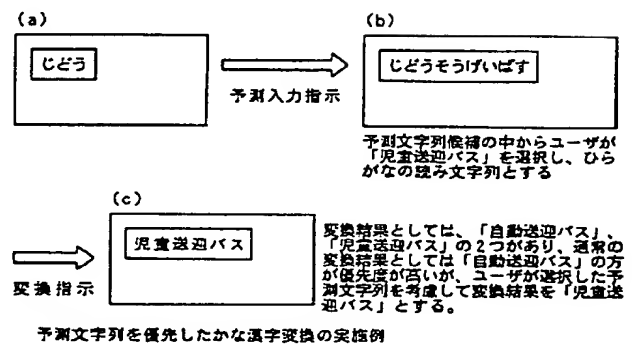 (a)
じどう
予測入力指示
(b)
じどうそうげいばす
予測文字列候補の中からユーザが
「児童送迎バス」を選択し、ひら
がなの読み文字列とする
変換指示
(c)
児童送迎バス
変換結果としては、「自動送迎バス」、
「児童送迎バス」の2つがあり、通常の
変換結果としては「自動送迎バス」の方
が優先度が高いが、ユーザが選択した予
測文字列を考慮して変換結果を「児童送
迎バス」とする。
予測文字列を優先したかな漢字変換の実施例